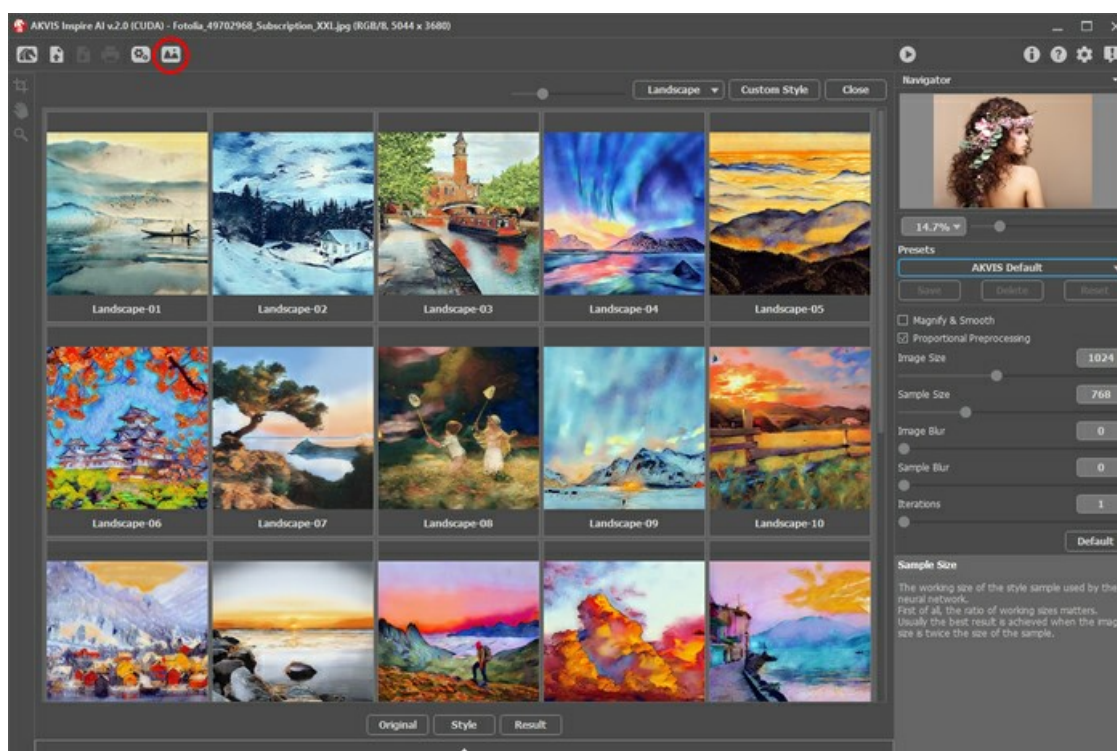 AKVIS Inspire AI v.2.0 (CUDA) - Fotolia_49702968_Subscription_XXL.jpg (RGB/8, 5044 x 3680)
Landscape
Custom Style
Close
Landscape-01
Landscape-02
Landscape-03
Landscape-04
Landscape-05
Landscape-06
Landscape-07
Landscape-08
Landscape-09
Landscape-10
Original
Style
Result
Navigator
14.7%
Presets
AKVIS Default
Save
Delete
Reset
Magnify & Smooth
Proportional Preprocessing
Image Size
1024
Sample Size
768
Image Blur
0
Sample Blur
0
Iterations
1
Default
Sample Size
The working size of the style sample used by the
neural network.
First of all, the ratio of working sizes matters.
Usually the best result is achieved when the imag
size is twice the size of the sample.